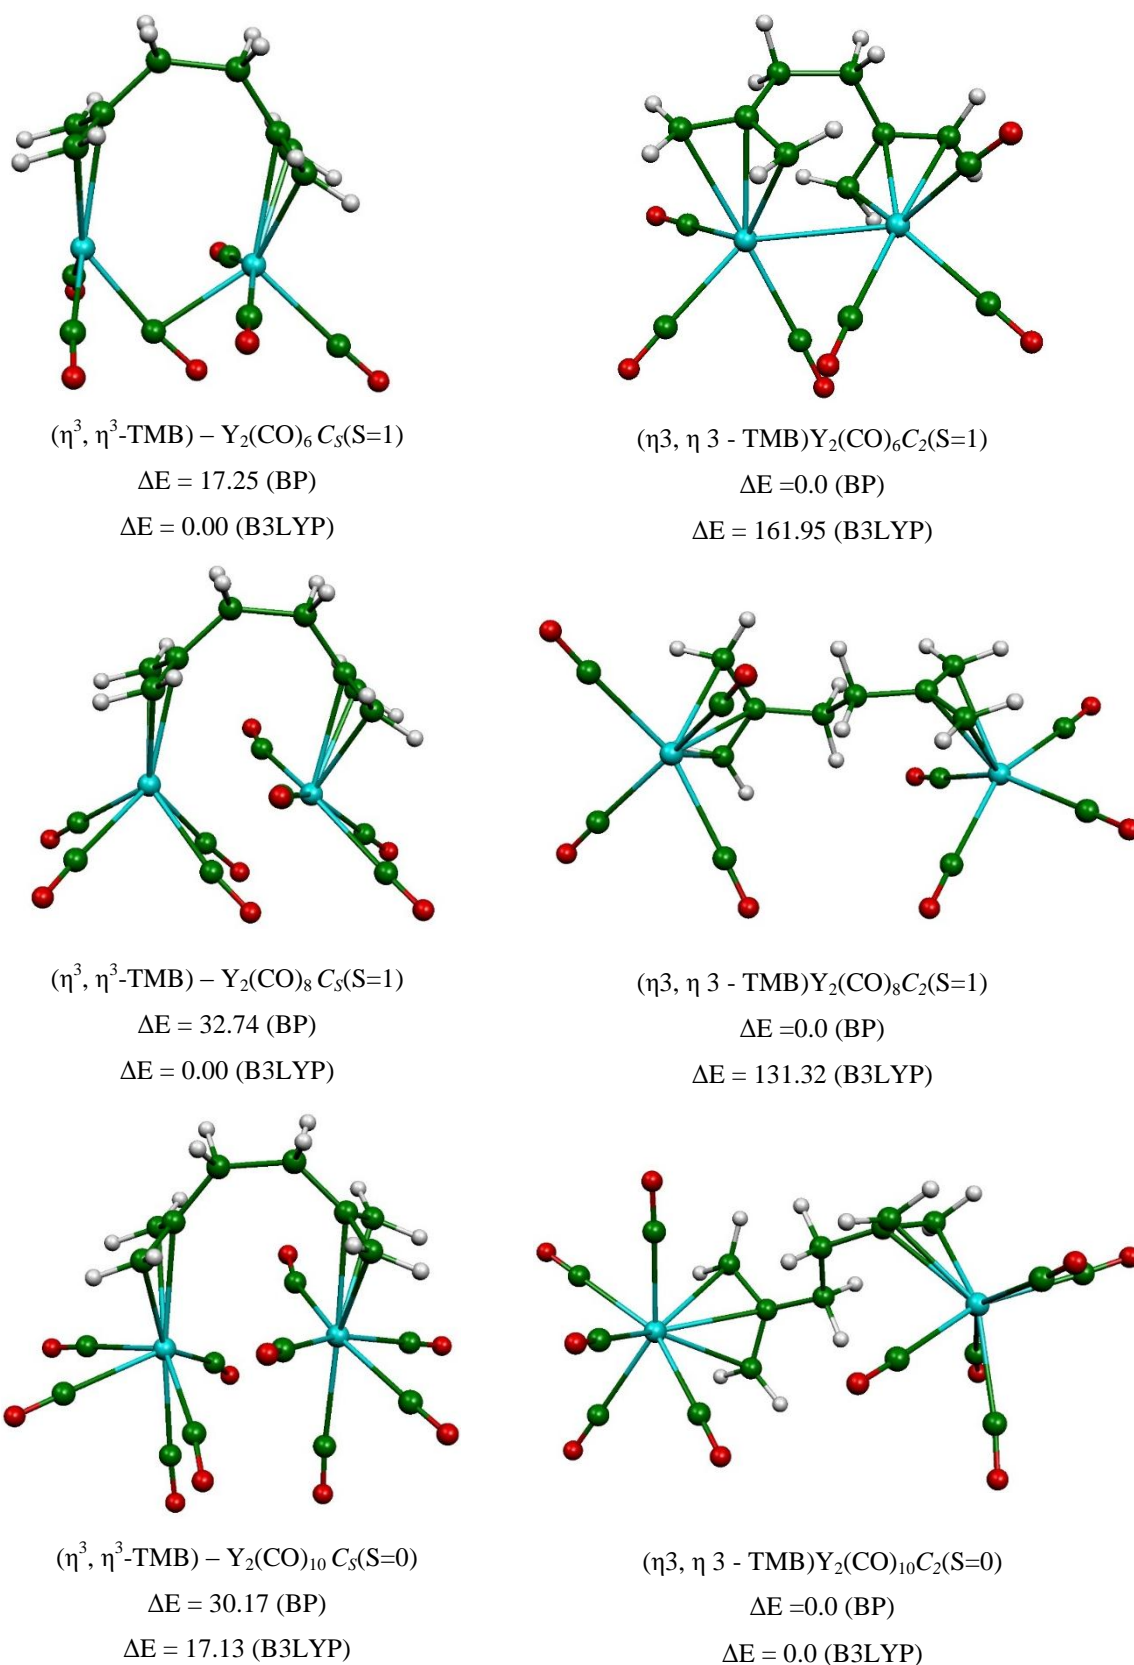 (η³, η³-TMB) – Y₂(CO)₆ Cₛ(S=1)
ΔE = 17.25 (BP)
ΔE = 0.00 (B3LYP)
(η3, η 3 - TMB)Y₂(CO)₆C₂(S=1)
ΔE =0.0 (BP)
ΔE = 161.95 (B3LYP)
(η³, η³-TMB) – Y₂(CO)₈ Cₛ(S=1)
ΔE = 32.74 (BP)
ΔE = 0.00 (B3LYP)
(η3, η 3 - TMB)Y₂(CO)₈C₂(S=1)
ΔE =0.0 (BP)
ΔE = 131.32 (B3LYP)
(η³, η³-TMB) – Y₂(CO)₁₀ Cₛ(S=0)
ΔE = 30.17 (BP)
ΔE = 17.13 (B3LYP)
(η3, η 3 - TMB)Y₂(CO)₁₀C₂(S=0)
ΔE =0.0 (BP)
ΔE = 0.0 (B3LYP)